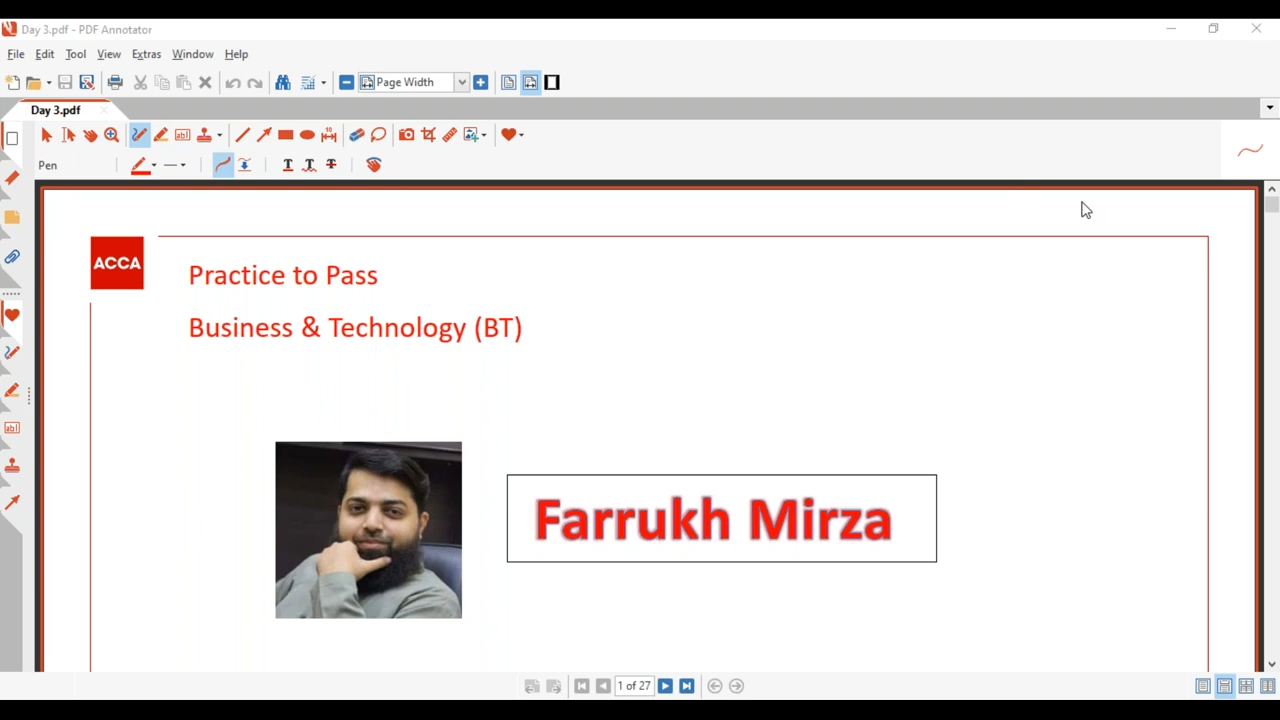 Day 3.pdf - PDF Annotator
File Edit Tool View Extras Window Help
Page Width
Day 3.pdf
Pen
ACCA
Practice to Pass
Business & Technology (BT)
Farrukh Mirza
1 of 27